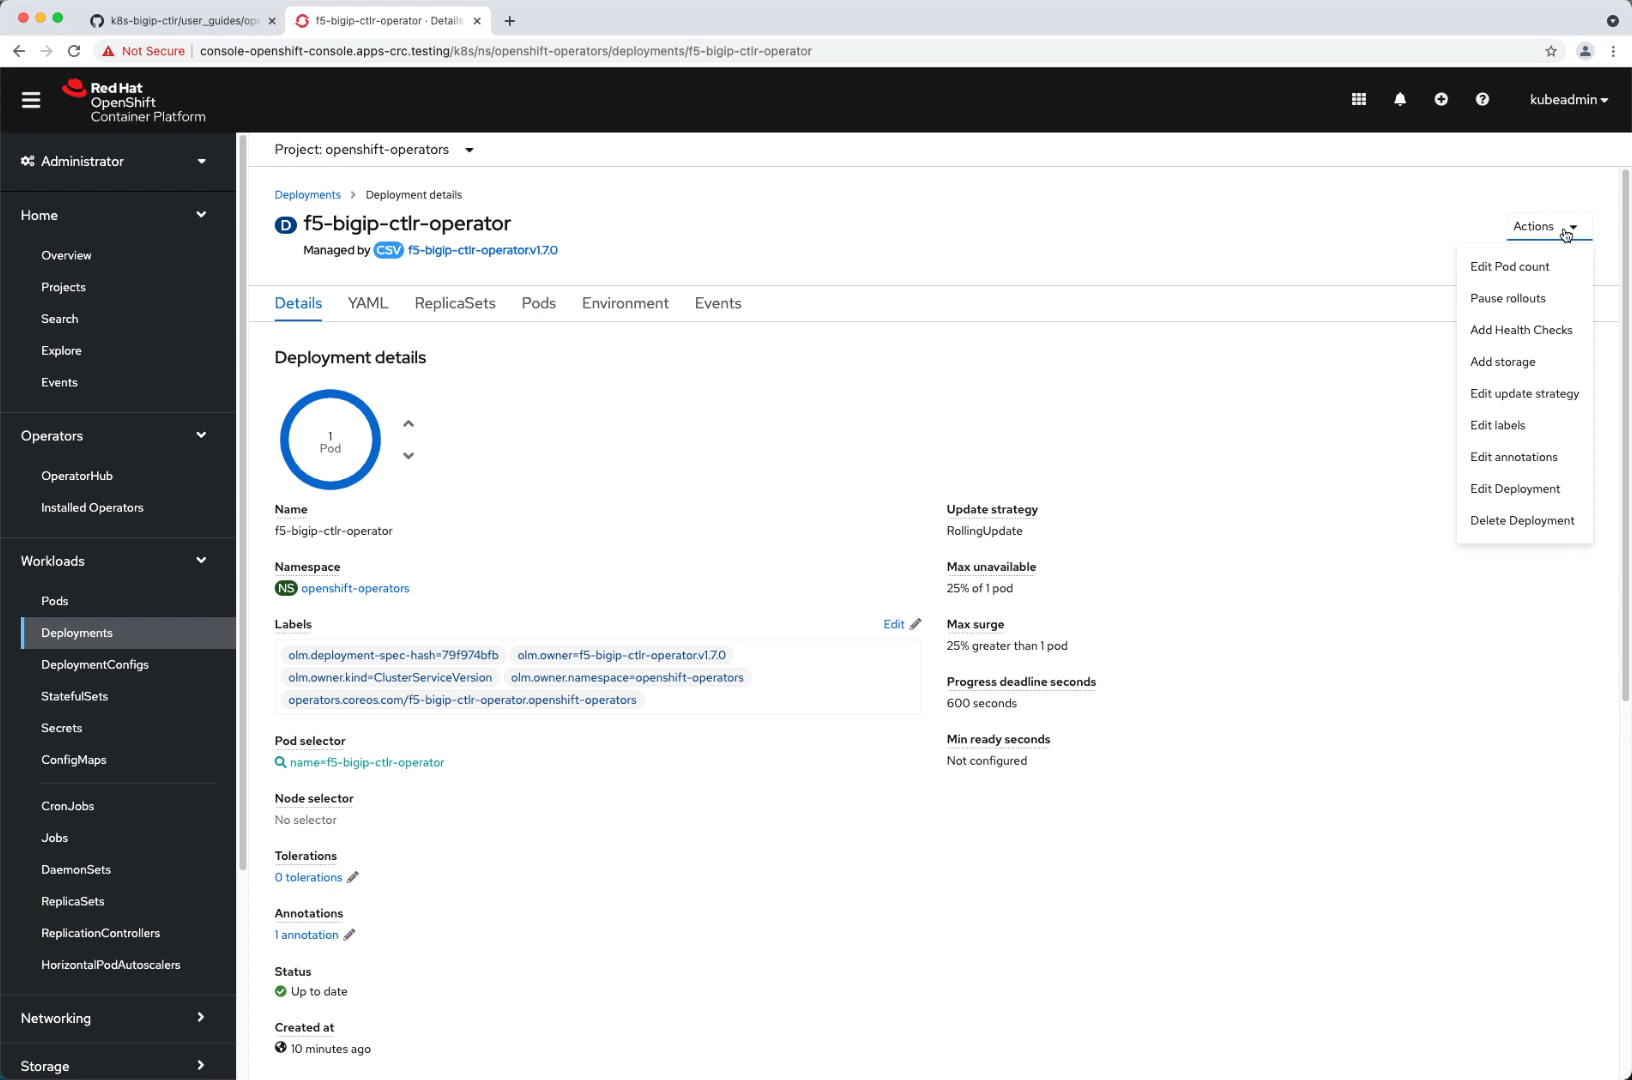 k8s-bigip-ctlr/user_guides/ope
f5-bigip-ctlr-operator · Details
Not Secure
console-openshift-console.apps-crc.testing/k8s/ns/openshift-operators/deployments/f5-bigip-ctlr-operator
Red Hat
OpenShift
Container Platform
kubeadmin
Administrator
Home
Overview
Projects
Search
Explore
Events
Operators
OperatorHub
Installed Operators
Workloads
Pods
Deployments
DeploymentConfigs
StatefulSets
Secrets
ConfigMaps
CronJobs
Jobs
DaemonSets
ReplicaSets
ReplicationControllers
HorizontalPodAutoscalers
Networking
Storage
Project: openshift-operators
Deployments > Deployment details
D f5-bigip-ctlr-operator
Managed by CSV f5-bigip-ctlr-operator.v1.7.0
Actions
Edit Pod count
Pause rollouts
Add Health Checks
Add storage
Edit update strategy
Edit labels
Edit annotations
Edit Deployment
Delete Deployment
Details YAML ReplicaSets Pods Environment Events
Deployment details
1
Pod
Name
f5-bigip-ctlr-operator
Namespace
NS openshift-operators
Labels
Edit
olm.deployment-spec-hash=79f974bfb olm.owner=f5-bigip-ctlr-operator.v1.7.0
olm.owner.kind=ClusterServiceVersion olm.owner.namespace=openshift-operators
operators.coreos.com/f5-bigip-ctlr-operator.openshift-operators
Pod selector
name=f5-bigip-ctlr-operator
Node selector
No selector
Tolerations
0 tolerations
Annotations
1 annotation
Status
Up to date
Created at
10 minutes ago
Update strategy
RollingUpdate
Max unavailable
25% of 1 pod
Max surge
25% greater than 1 pod
Progress deadline seconds
600 seconds
Min ready seconds
Not configured